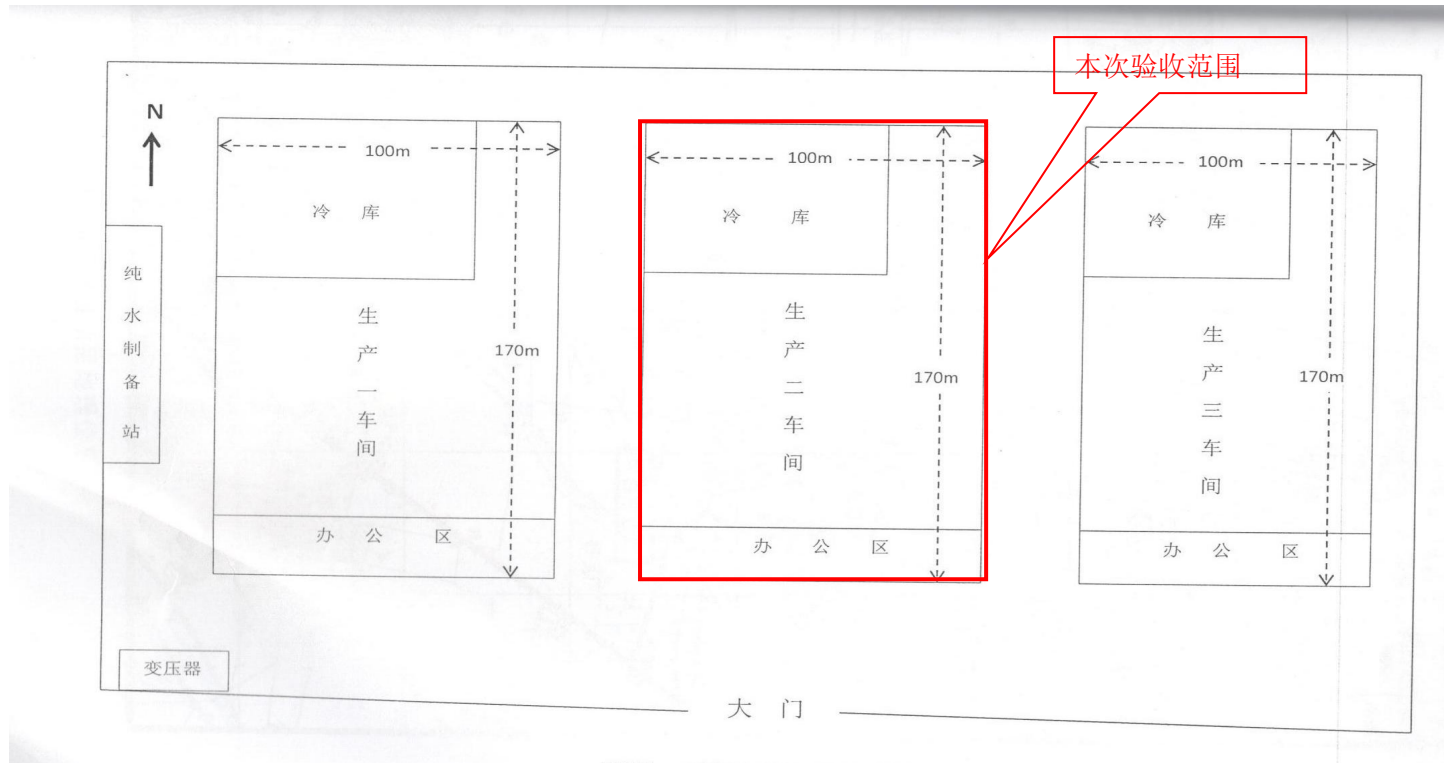 本次验收范围
N
100m
100m
100m
冷 库
冷 库
冷 库
纯水制备站
生产一车间
170m
生产二车间
170m
生产三车间
170m
办 公 区
办 公 区
办 公 区
变压器
大 门